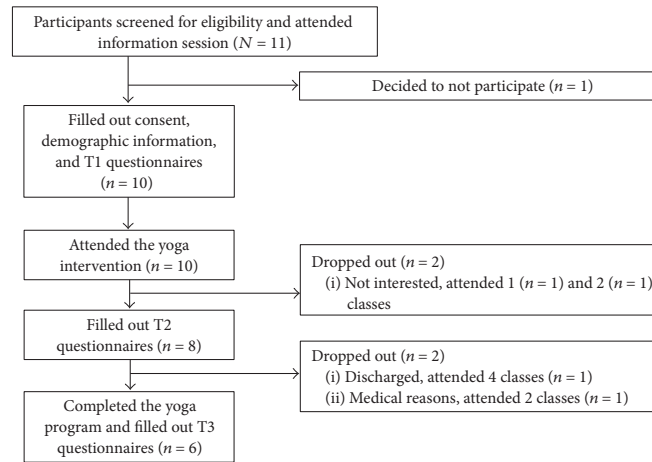 Participants screened for eligibility and attended
information session (N = 11)
Decided to not participate (n = 1)
Filled out consent,
demographic information,
and T1 questionnaires
(n = 10)
Attended the yoga
intervention (n = 10)
Dropped out (n = 2)
(i) Not interested, attended 1 (n = 1) and 2 (n = 1)
classes
Filled out T2
questionnaires (n = 8)
Dropped out (n = 2)
(i) Discharged, attended 4 classes (n = 1)
(ii) Medical reasons, attended 2 classes (n = 1)
Completed the yoga
program and filled out T3
questionnaires (n = 6)